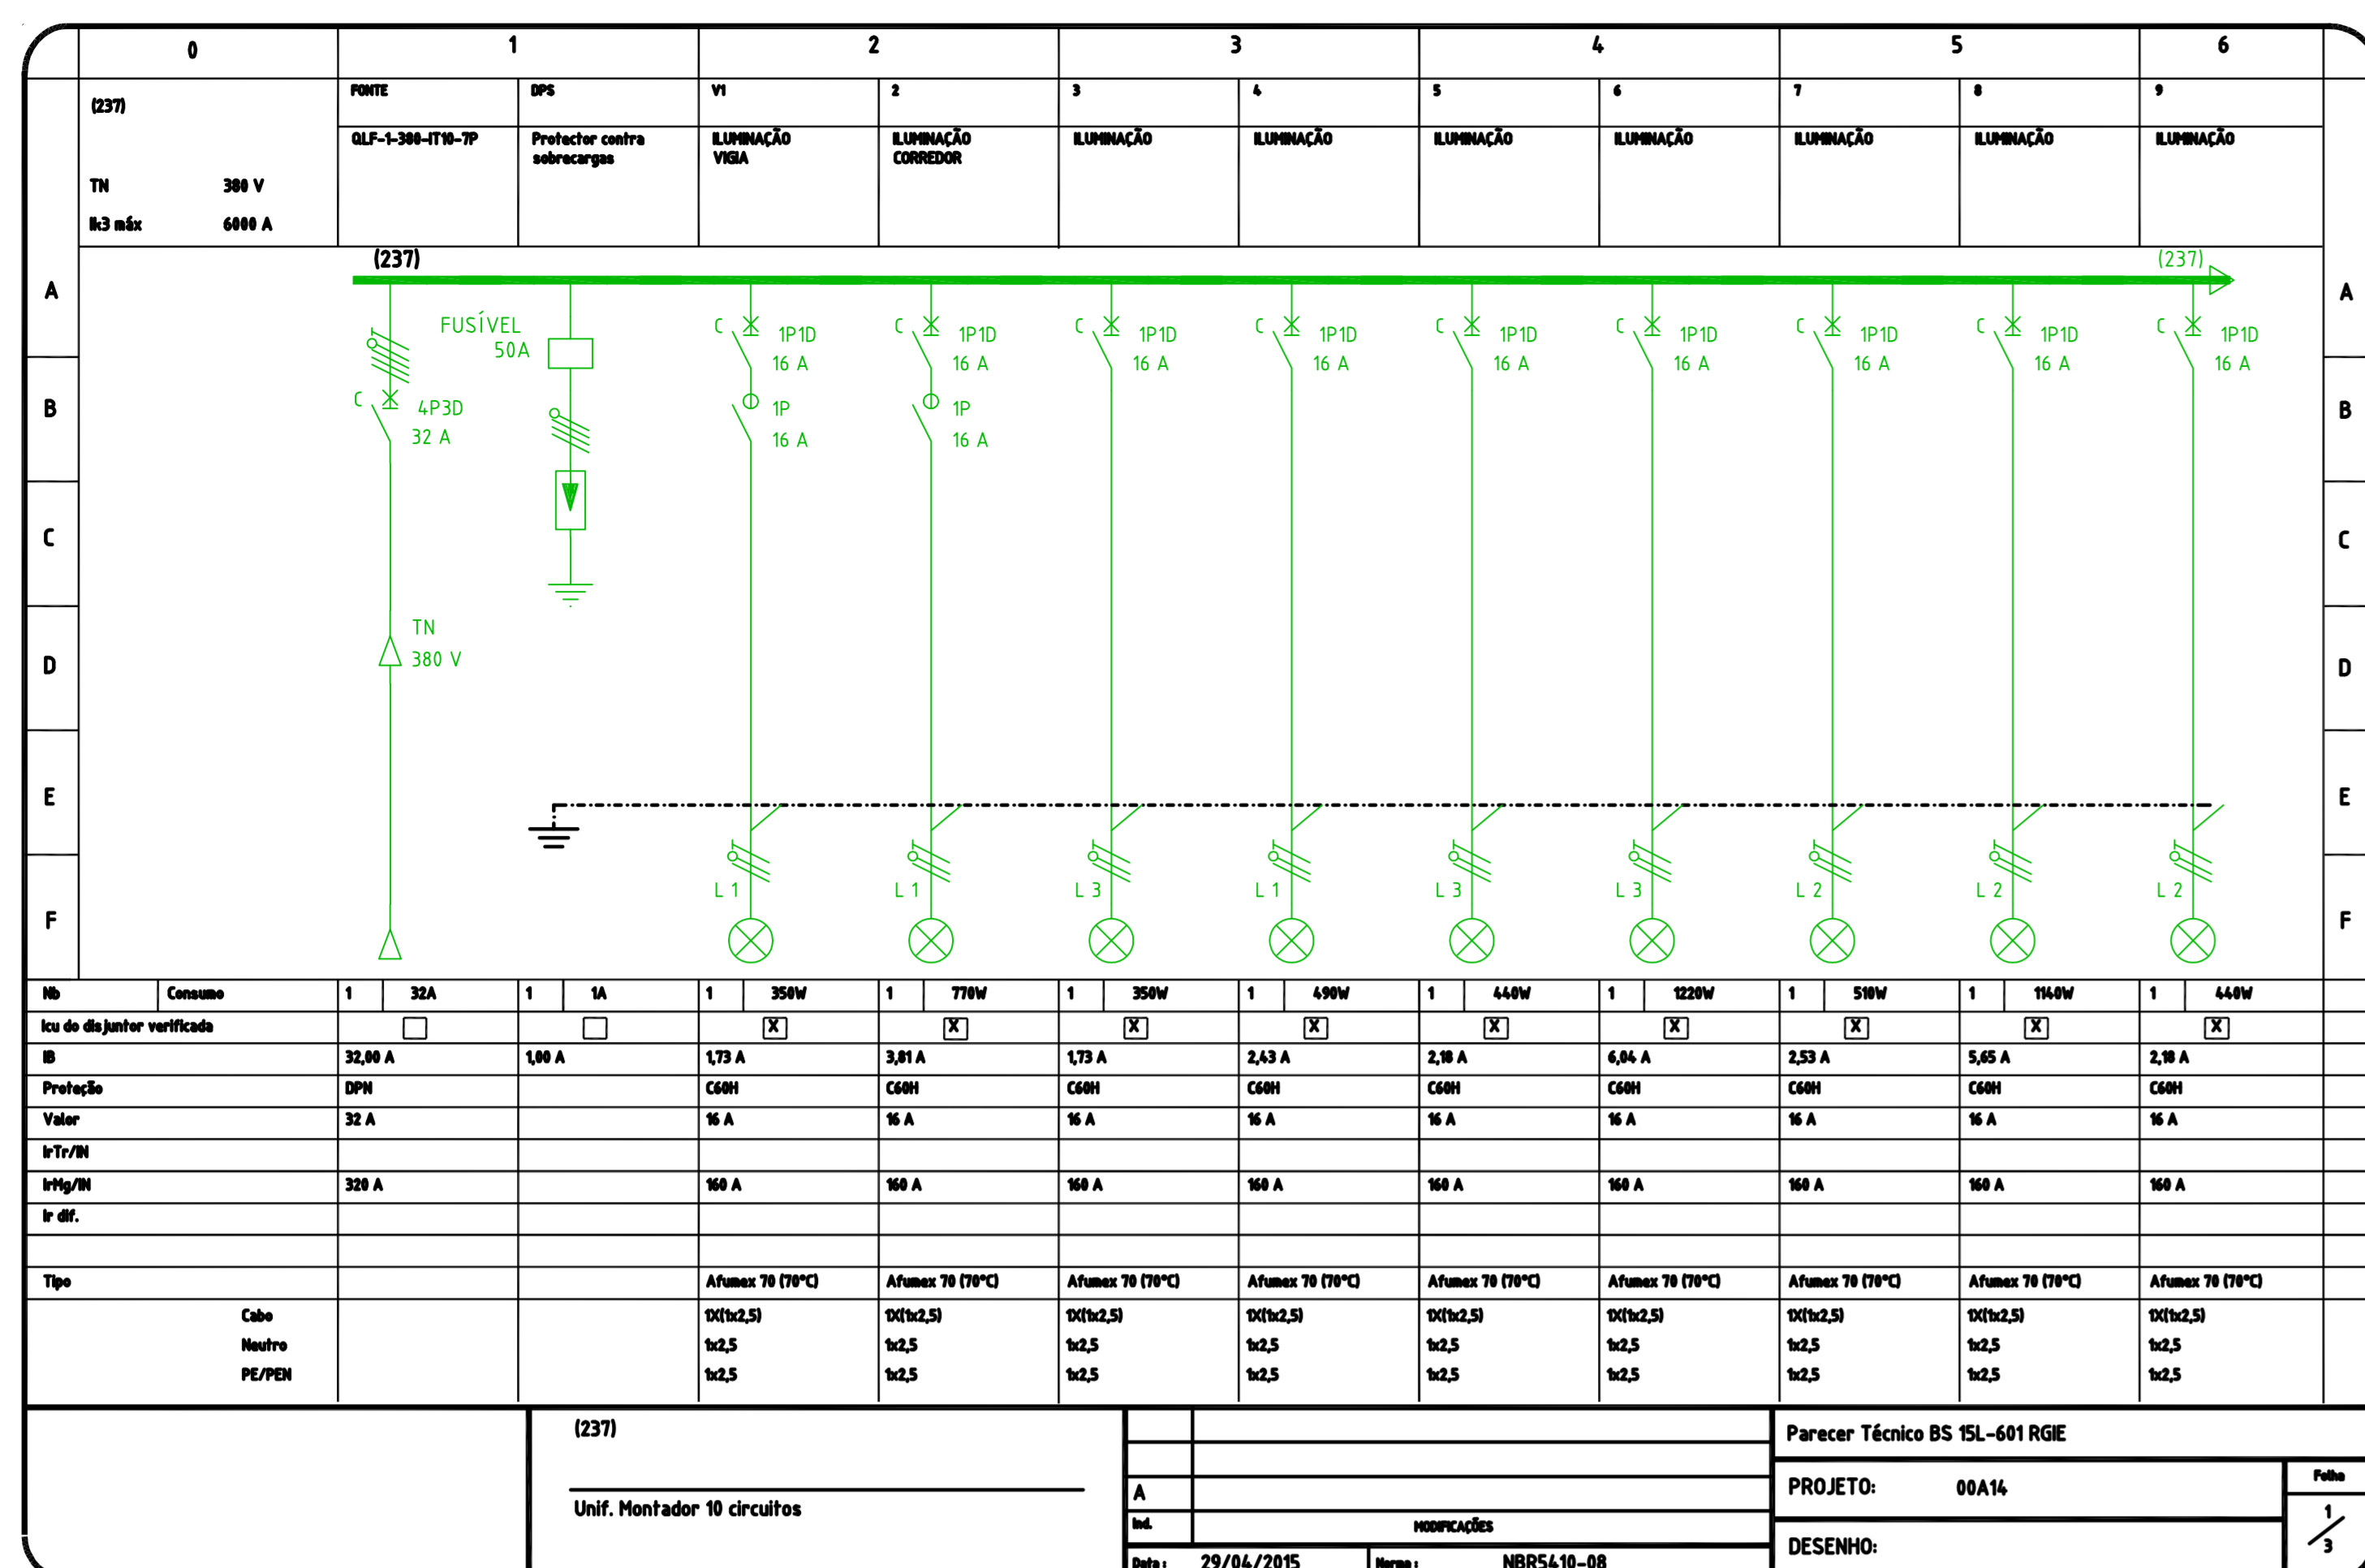 0 1 2 3 4 5 6
(237)
TN 380 V
Ik3 máx 6000 A
FONTE DPS V1 2 3 4 5 6 7 8 9
QLF-1-380-IT10-7P Protector contra ILUMINAÇÃO ILUMINAÇÃO ILUMINAÇÃO ILUMINAÇÃO ILUMINAÇÃO ILUMINAÇÃO ILUMINAÇÃO ILUMINAÇÃO ILUMINAÇÃO
sobrecargas VIGIA CORREDOR
(237) (237)
A A
FUSÍVEL C 1P1D C 1P1D C 1P1D C 1P1D C 1P1D C 1P1D C 1P1D C 1P1D C 1P1D
50A 16 A 16 A 16 A 16 A 16 A 16 A 16 A 16 A 16 A
B C 4P3D 1P 1P B
32 A 16 A 16 A
C C
TN
D 380 V D
E E
L 1 L 1 L 3 L 1 L 3 L 3 L 2 L 2 L 2
F F
Nb Consumo 1 32A 1 1A 1 350W 1 770W 1 350W 1 490W 1 440W 1 1220W 1 510W 1 1140W 1 440W
Icu do disjuntor verificada X X X X X X X X X
IB 32,00 A 1,00 A 1,73 A 3,81 A 1,73 A 2,43 A 2,18 A 6,04 A 2,53 A 5,65 A 2,18 A
Proteção DPN C60H C60H C60H C60H C60H C60H C60H C60H C60H
Valor 32 A 16 A 16 A 16 A 16 A 16 A 16 A 16 A 16 A 16 A
IrTr/IN
IrMg/IN 320 A 160 A 160 A 160 A 160 A 160 A 160 A 160 A 160 A 160 A
Ir dif.
Tipo Afumex 70 (70°C) Afumex 70 (70°C) Afumex 70 (70°C) Afumex 70 (70°C) Afumex 70 (70°C) Afumex 70 (70°C) Afumex 70 (70°C) Afumex 70 (70°C) Afumex 70 (70°C)
Cabo 1X(1x2,5) 1X(1x2,5) 1X(1x2,5) 1X(1x2,5) 1X(1x2,5) 1X(1x2,5) 1X(1x2,5) 1X(1x2,5) 1X(1x2,5)
Neutro 1x2,5 1x2,5 1x2,5 1x2,5 1x2,5 1x2,5 1x2,5 1x2,5 1x2,5
PE/PEN 1x2,5 1x2,5 1x2,5 1x2,5 1x2,5 1x2,5 1x2,5 1x2,5 1x2,5
(237)
Unif. Montador 10 circuitos
A
Ind. MODIFICAÇÕES
Data : 29/04/2015 Norma : NBR5410-08
Parecer Técnico BS 15L-601 RGIE
PROJETO: 00A14
DESENHO:
Folha
1/3